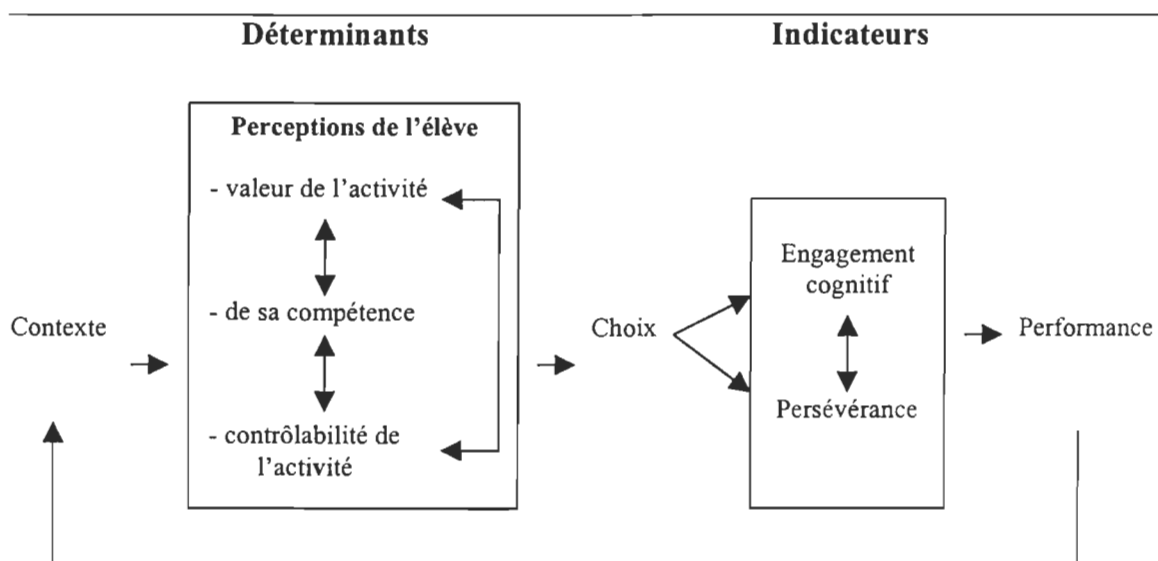 Déterminants
Indicateurs
Perceptions de l'élève
- valeur de l'activité
- de sa compétence
- contrôlabilité de
l'activité
Contexte
Choix
Engagement
cognitif
Persévérance
Performance